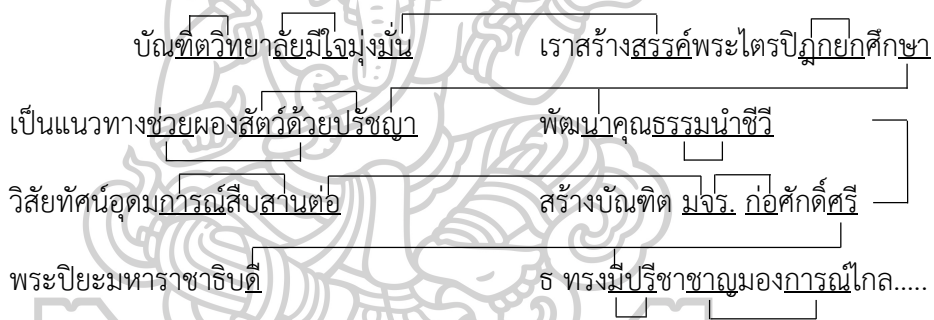 บัณฑิตวิทยาลัยมีใจมุ่งมั่น เราสร้างสรรค์พระไตรปิฎกยกศึกษา
เป็นแนวทางช่วยผองสัตว์ด้วยปรัชญา พัฒนาคุณธรรมนำชีวี
วิสัยทัศน์อุดมการณ์สืบสานต่อ สร้างบัณฑิต มจร. ก่อศักดิ์ศรี
พระปิยะมหาราชาธิบดี ธ ทรงมีปรีชาชาญมองการณ์ไกล.....